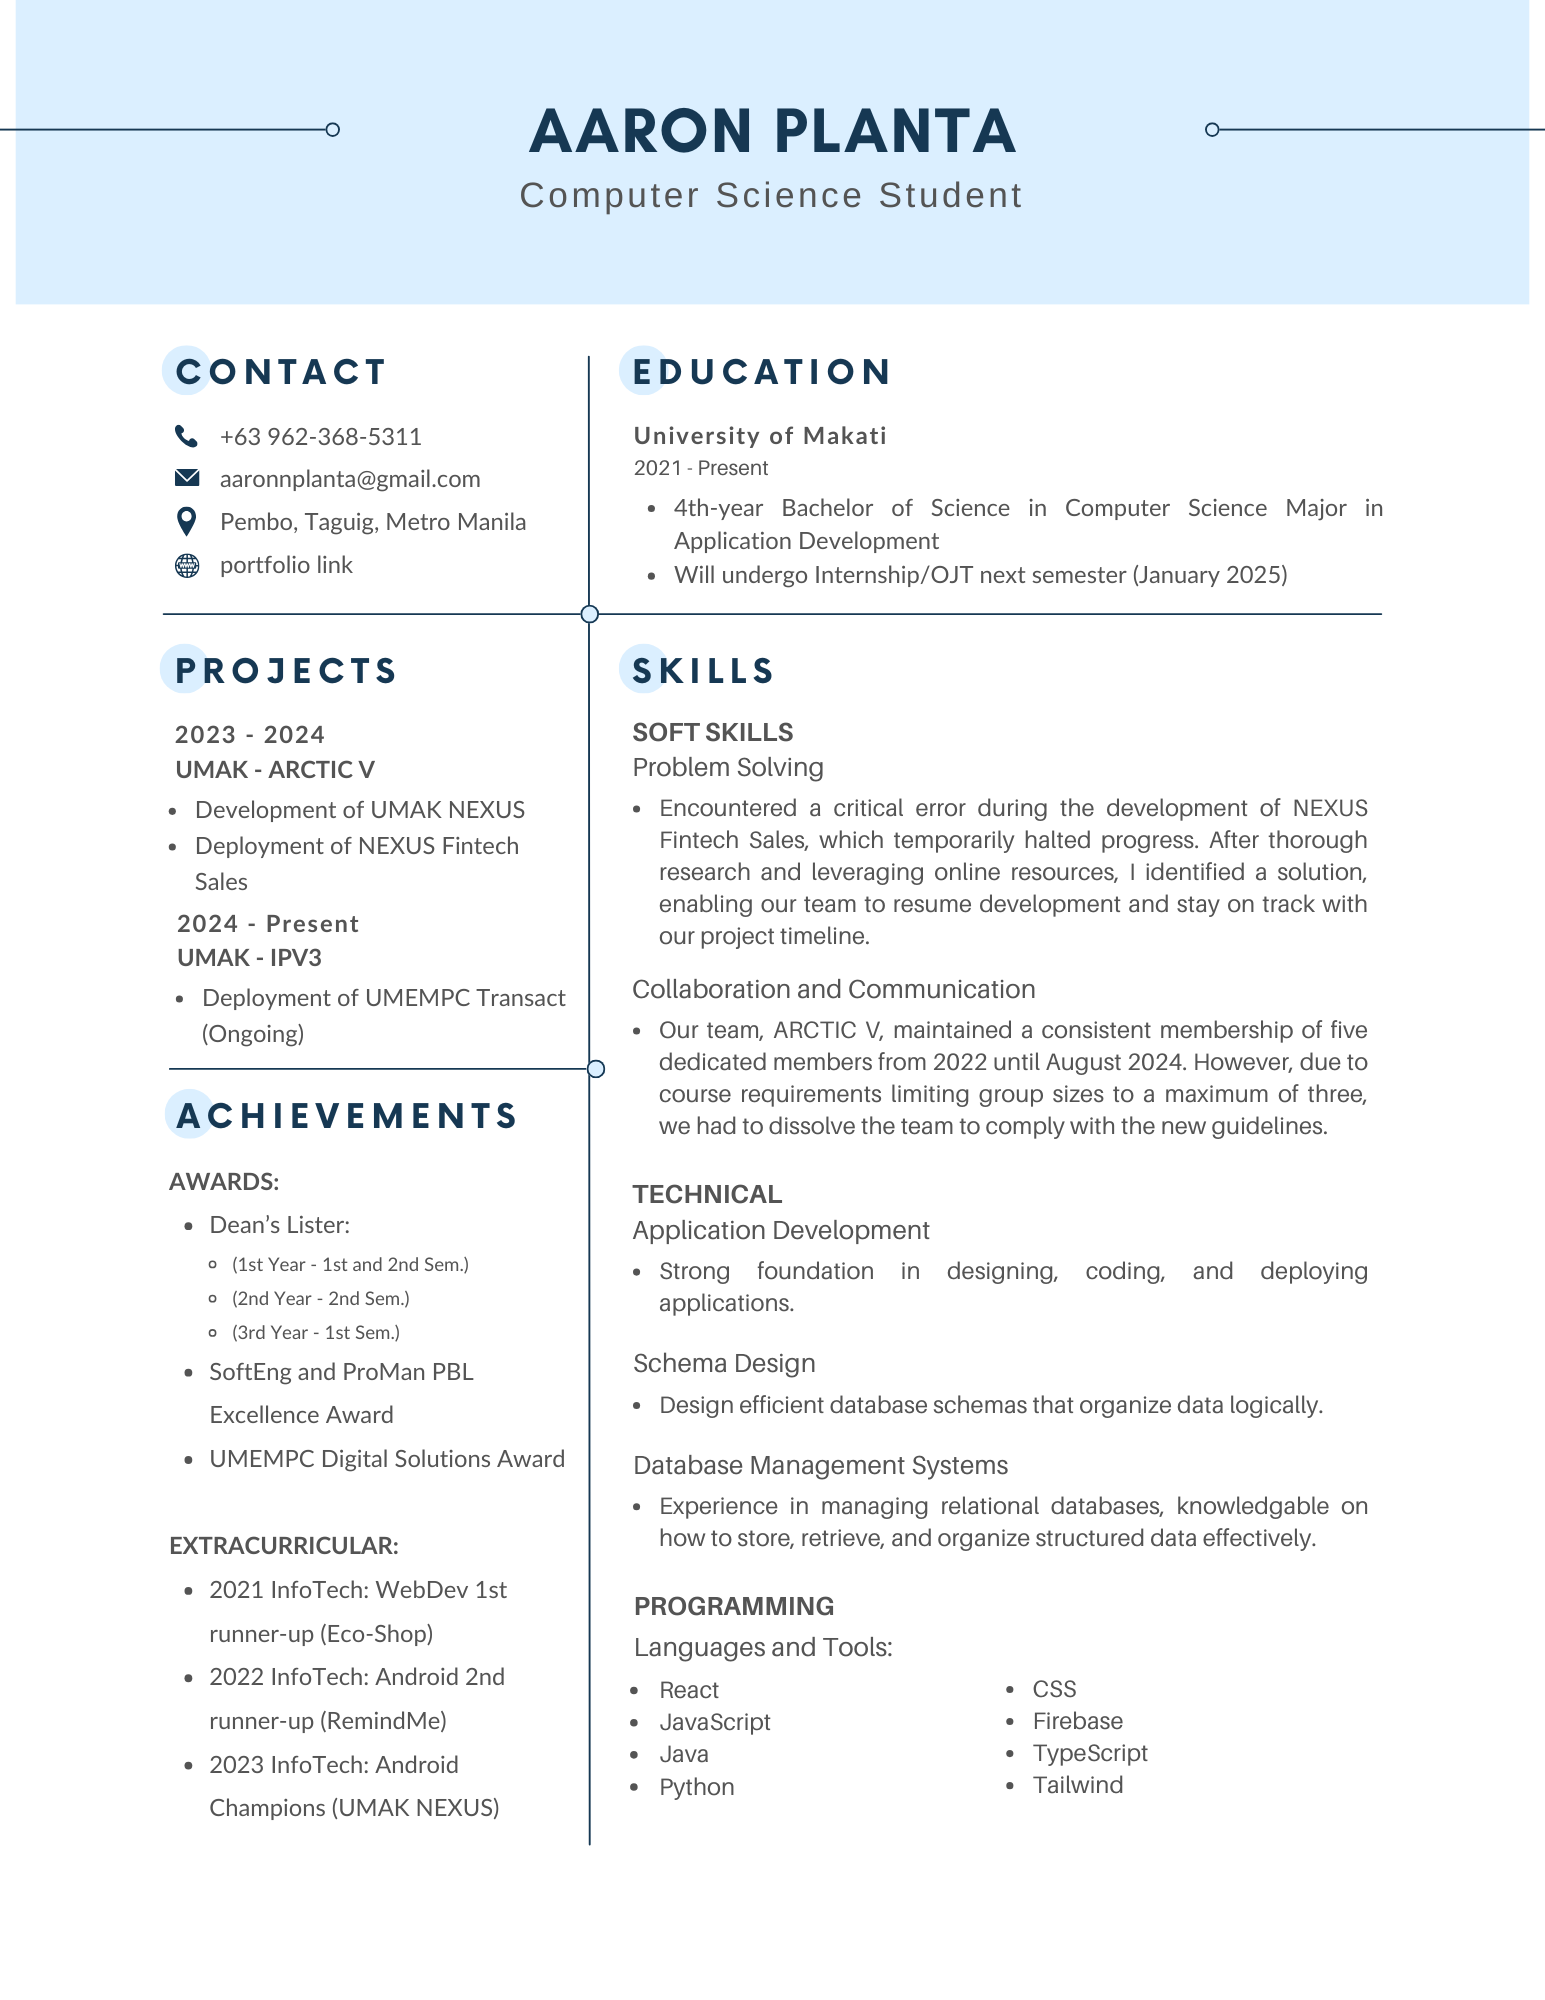 AARON PLANTA
Computer Science Student
CONTACT
+63 962-368-5311
aaronnplanta@gmail.com
Pembo, Taguig, Metro Manila
portfolio link
EDUCATION
University of Makati
2021 - Present
• 4th-year Bachelor of Science in Computer Science Major in
Application Development
• Will undergo Internship/OJT next semester (January 2025)
PROJECTS
2023 - 2024
UMAK - ARCTIC V
• Development of UMAK NEXUS
• Deployment of NEXUS Fintech
Sales
2024 - Present
UMAK - IPV3
• Deployment of UMEMPC Transact
(Ongoing)
ACHIEVEMENTS
AWARDS:
• Dean’s Lister:
(1st Year - 1st and 2nd Sem.)
(2nd Year - 2nd Sem.)
(3rd Year - 1st Sem.)
• SoftEng and ProMan PBL
Excellence Award
• UMEMPC Digital Solutions Award
EXTRACURRICULAR:
• 2021 InfoTech: WebDev 1st
runner-up (Eco-Shop)
• 2022 InfoTech: Android 2nd
runner-up (RemindMe)
• 2023 InfoTech: Android
Champions (UMAK NEXUS)
SKILLS
SOFT SKILLS
Problem Solving
• Encountered a critical error during the development of NEXUS
Fintech Sales, which temporarily halted progress. After thorough
research and leveraging online resources, I identified a solution,
enabling our team to resume development and stay on track with
our project timeline.
Collaboration and Communication
• Our team, ARCTIC V, maintained a consistent membership of five
dedicated members from 2022 until August 2024. However, due to
course requirements limiting group sizes to a maximum of three,
we had to dissolve the team to comply with the new guidelines.
TECHNICAL
Application Development
• Strong foundation in designing, coding, and deploying
applications.
Schema Design
• Design efficient database schemas that organize data logically.
Database Management Systems
• Experience in managing relational databases, knowledgable on
how to store, retrieve, and organize structured data effectively.
PROGRAMMING
Languages and Tools:
• React
• JavaScript
• Java
• Python
• CSS
• Firebase
• TypeScript
• Tailwind